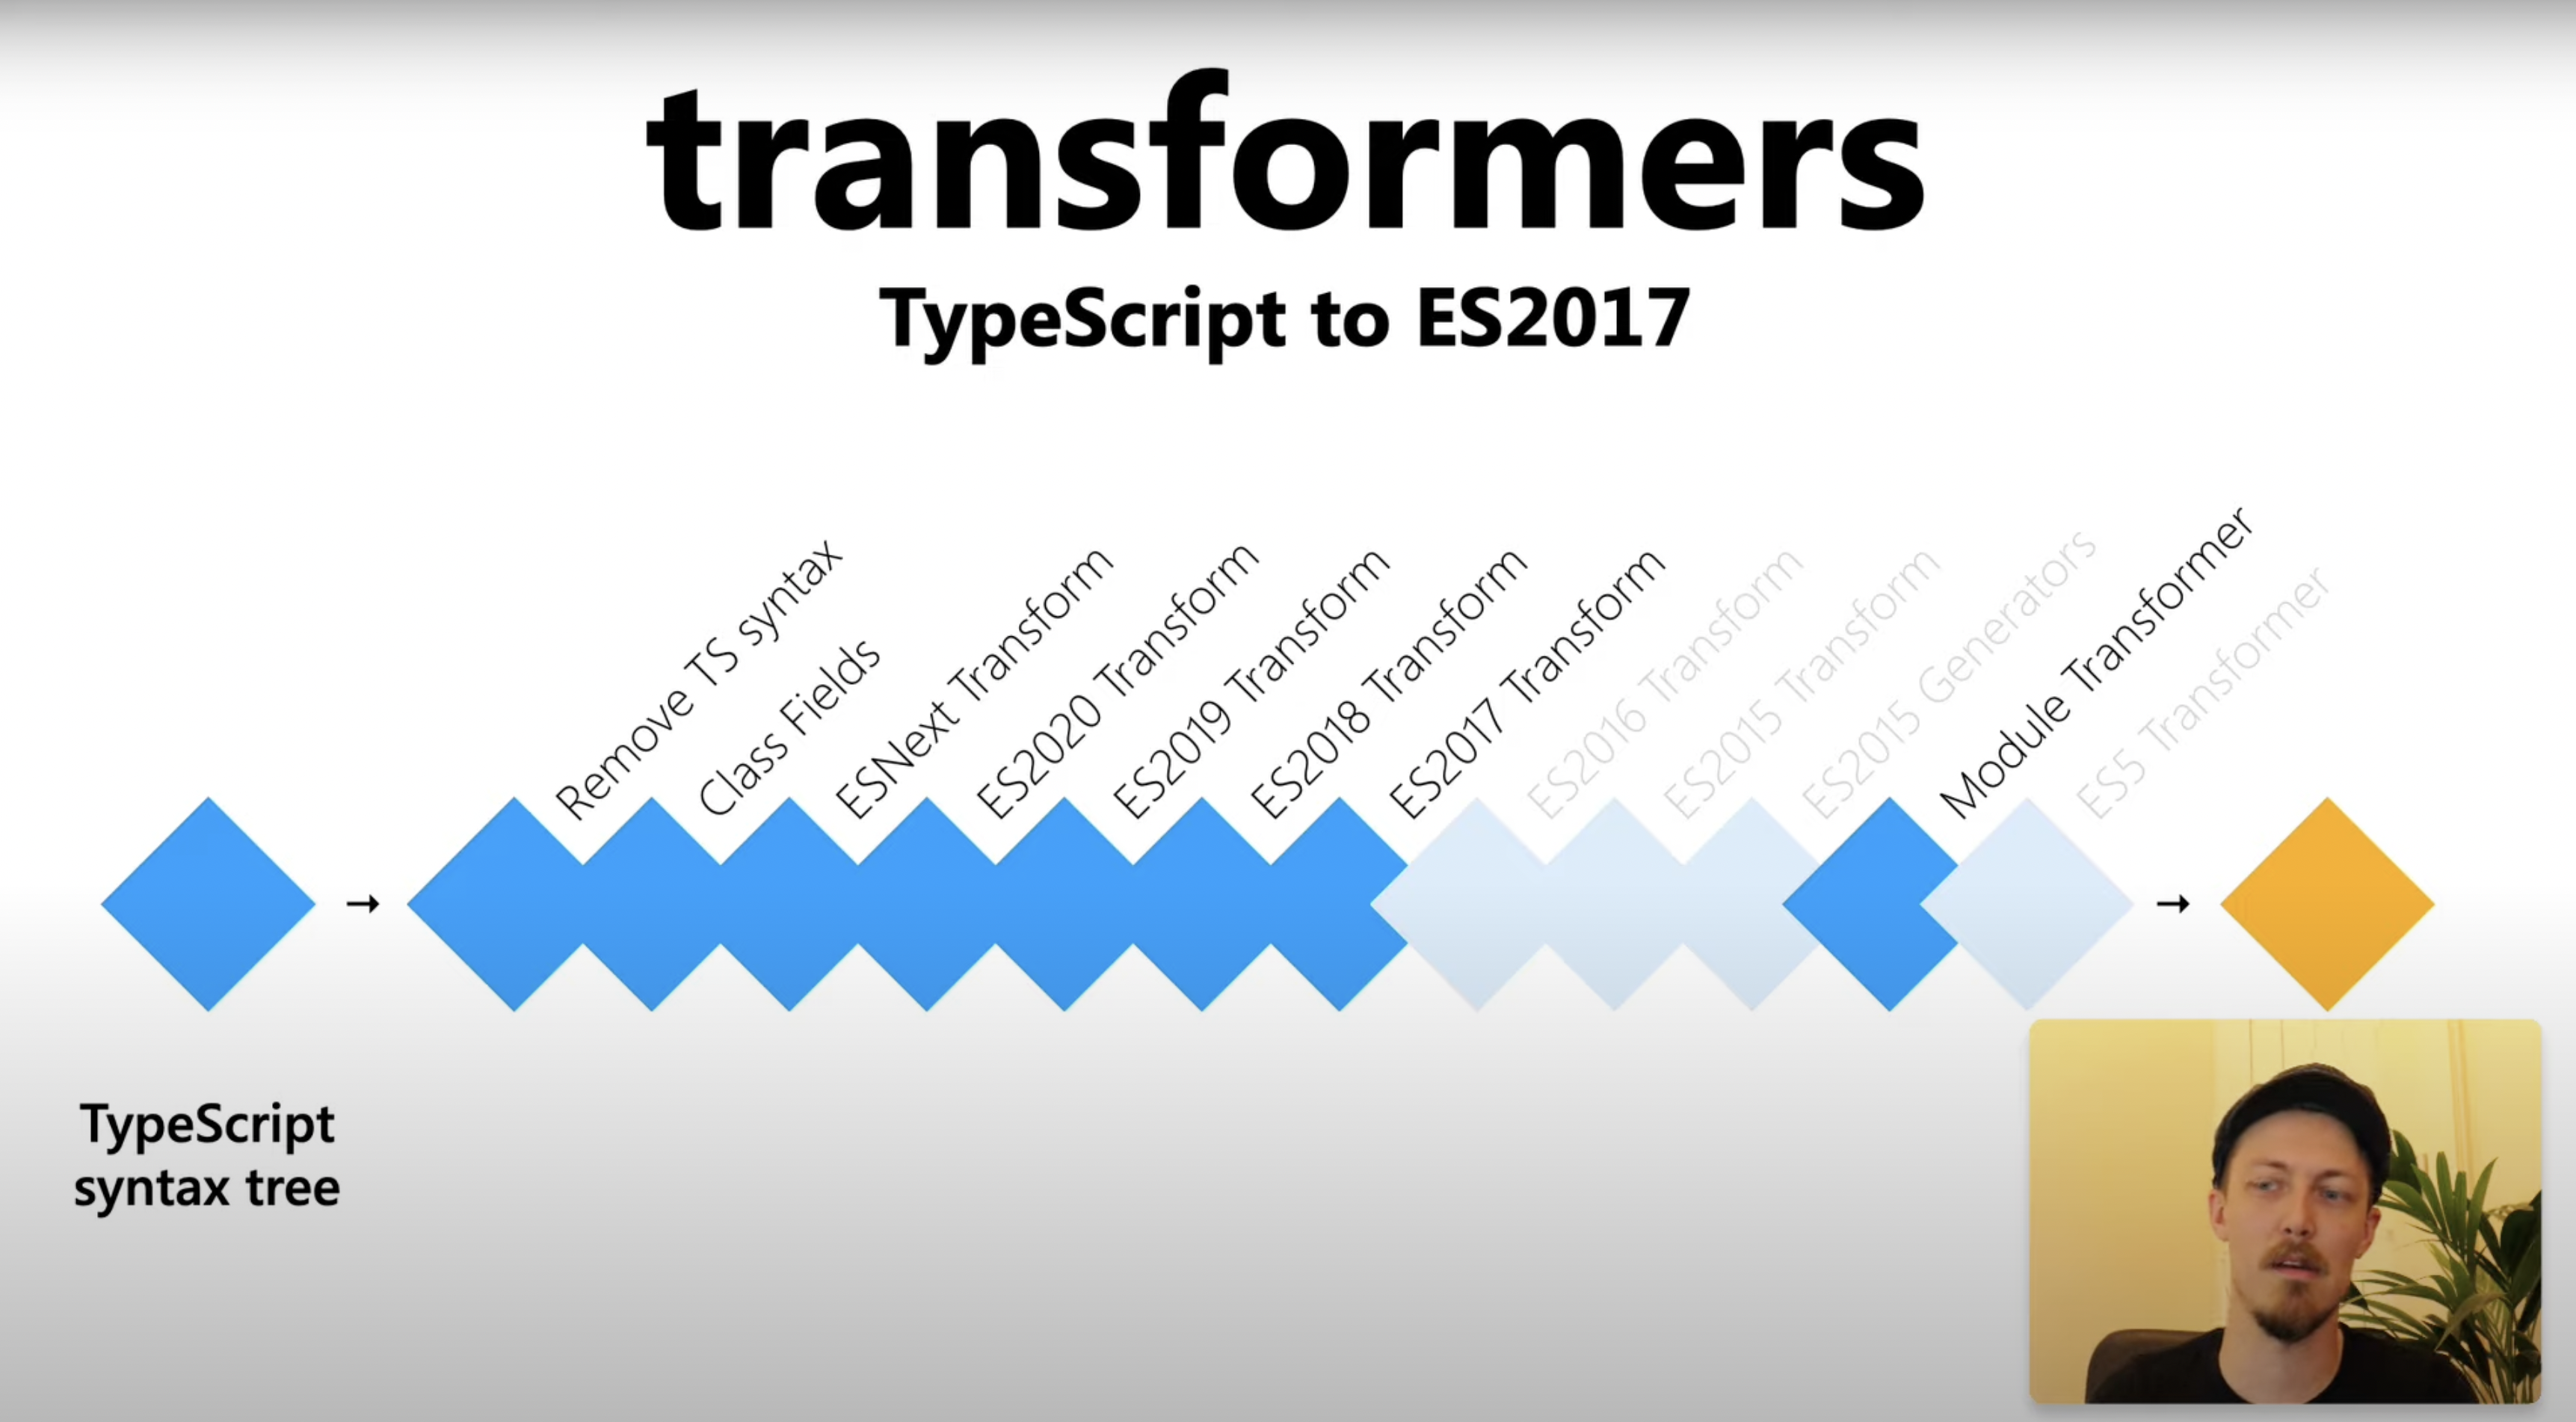 transformers
TypeScript to ES2017
Remove TS syntax
Class Fields
ESNext Transform
ES2020 Transform
ES2019 Transform
ES2018 Transform
ES2017 Transform
ES2016 Transform
ES2015 Transform
ES2015 Generators
Module Transformer
ES5 Transformer
TypeScript
syntax tree